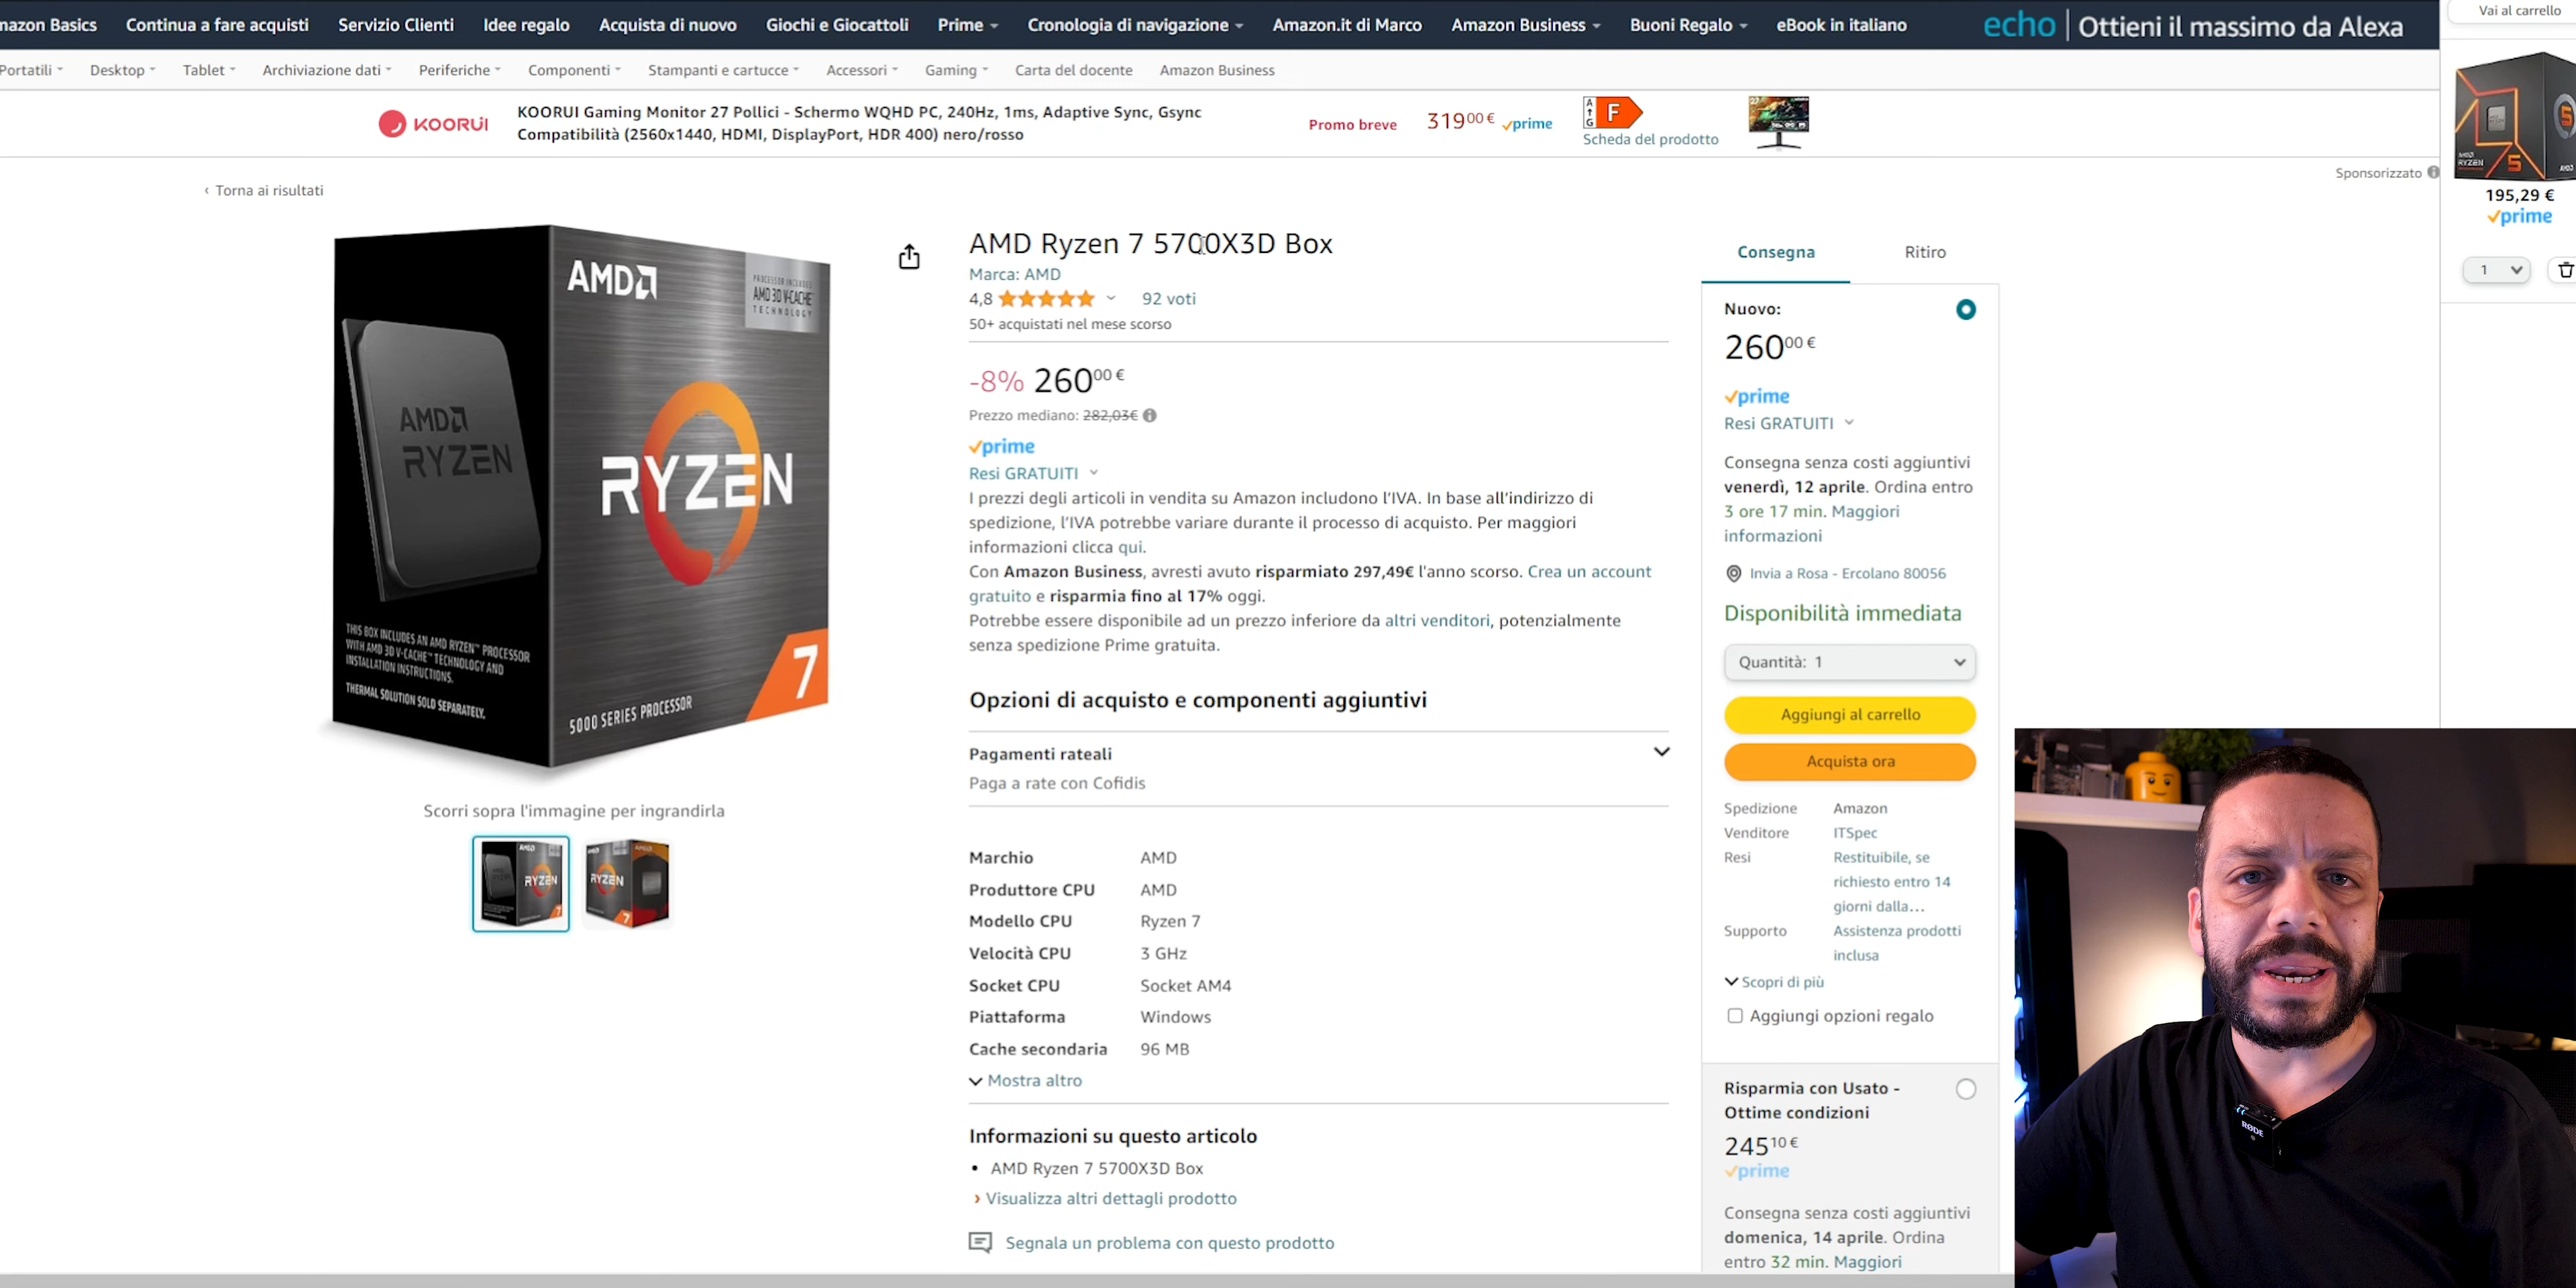 mazon Basics Continua a fare acquisti Servizio Clienti Idee regalo Acquista di nuovo Giochi e Giocattoli Prime Cronologia di navigazione Amazon.it di Marco Amazon Business Buoni Regalo eBook in italiano
echo | Ottieni il massimo da Alexa
Vai al carrello
Portatili Desktop Tablet Archiviazione dati Periferiche Componenti Stampanti e cartucce Accessori Gaming Carta del docente Amazon Business
KOORUI
KOORUI Gaming Monitor 27 Pollici - Schermo WQHD PC, 240Hz, 1ms, Adaptive Sync, Gsync
Compatibilità (2560x1440, HDMI, DisplayPort, HDR 400) nero/rosso
Promo breve
31900 €
prime
A
G
F
Scheda del prodotto
Sponsorizzato
AMD
RYZEN
5
195,29 €
prime
1
‹ Torna ai risultati
AMD
PROCESSOR INCLUDES
AMD 3D V-CACHE
TECHNOLOGY
AMD
RYZEN
RYZEN
THIS BOX INCLUDES AN AMD RYZEN™ PROCESSOR
WITH AMD 3D V-CACHE™ TECHNOLOGY AND
INSTALLATION INSTRUCTIONS.
THERMAL SOLUTION SOLD SEPARATELY.
5000 SERIES PROCESSOR
7
Scorri sopra l'immagine per ingrandirla
AMD
RYZEN
RYZEN
7
AMD Ryzen 7 5700X3D Box
Marca: AMD
4,8
92 voti
50+ acquistati nel mese scorso
-8% 26000 €
Prezzo mediano: 282,03€
prime
Resi GRATUITI
I prezzi degli articoli in vendita su Amazon includono l'IVA. In base all'indirizzo di
spedizione, l'IVA potrebbe variare durante il processo di acquisto. Per maggiori
informazioni clicca qui.
Con Amazon Business, avresti avuto risparmiato 297,49€ l'anno scorso. Crea un account
gratuito e risparmia fino al 17% oggi.
Potrebbe essere disponibile ad un prezzo inferiore da altri venditori, potenzialmente
senza spedizione Prime gratuita.
Opzioni di acquisto e componenti aggiuntivi
Pagamenti rateali
Paga a rate con Cofidis
Marchio AMD
Produttore CPU AMD
Modello CPU Ryzen 7
Velocità CPU 3 GHz
Socket CPU Socket AM4
Piattaforma Windows
Cache secondaria 96 MB
Mostra altro
Informazioni su questo articolo
• AMD Ryzen 7 5700X3D Box
› Visualizza altri dettagli prodotto
Segnala un problema con questo prodotto
Consegna Ritiro
Nuovo:
26000 €
prime
Resi GRATUITI
Consegna senza costi aggiuntivi
venerdì, 12 aprile. Ordina entro
3 ore 17 min. Maggiori
informazioni
Invia a Rosa - Ercolano 80056
Disponibilità immediata
Quantità: 1
Aggiungi al carrello
Acquista ora
Spedizione Amazon
Venditore ITSpec
Resi Restituibile, se
richiesto entro 14
giorni dalla...
Supporto Assistenza prodotti
inclusa
Scopri di più
Aggiungi opzioni regalo
Risparmia con Usato -
Ottime condizioni
24510 €
prime
Consegna senza costi aggiuntivi
domenica, 14 aprile. Ordina
entro 32 min. Maggiori
RØDE